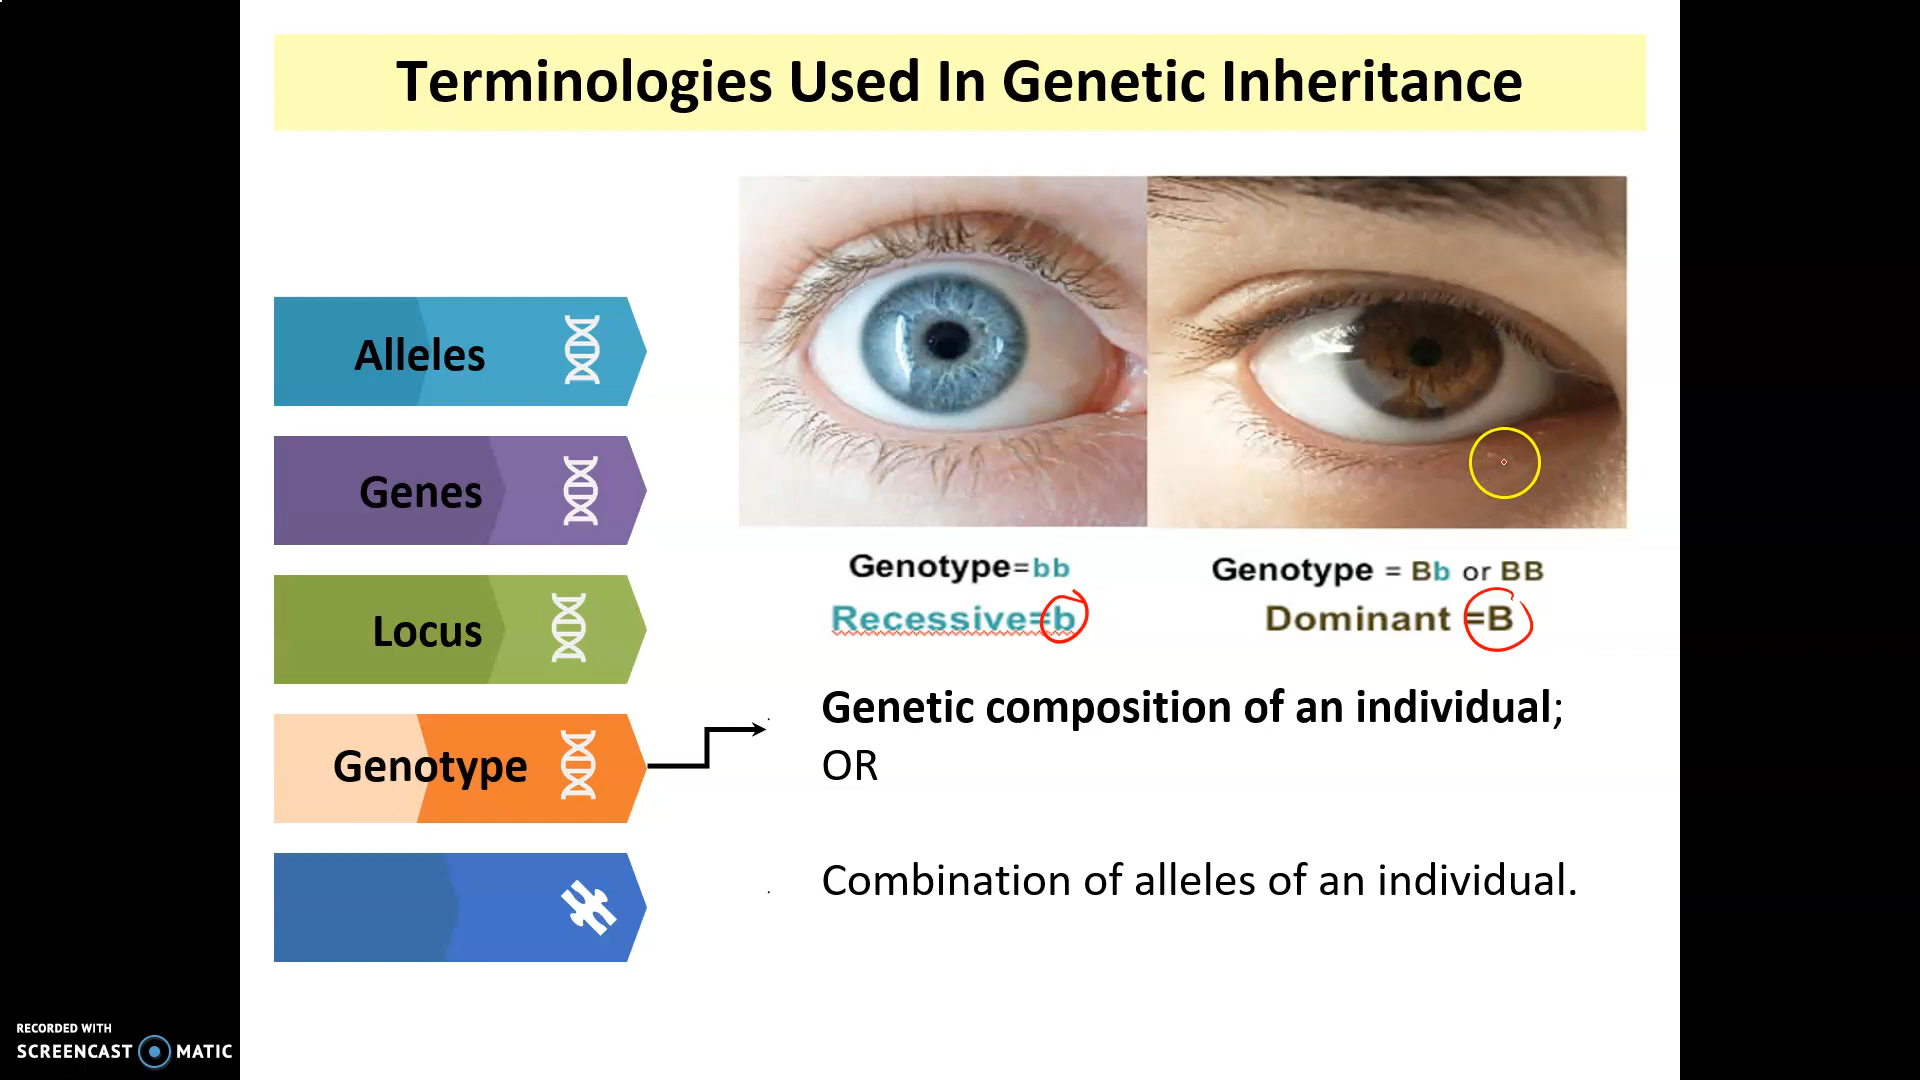 Terminologies Used In Genetic Inheritance
Alleles
Genes
Locus
Genotype
Genotype=bb
Recessive=b
Genotype = Bb or BB
Dominant =B
Genetic composition of an individual;
OR
Combination of alleles of an individual.
RECORDED WITH
SCREENCAST MATIC